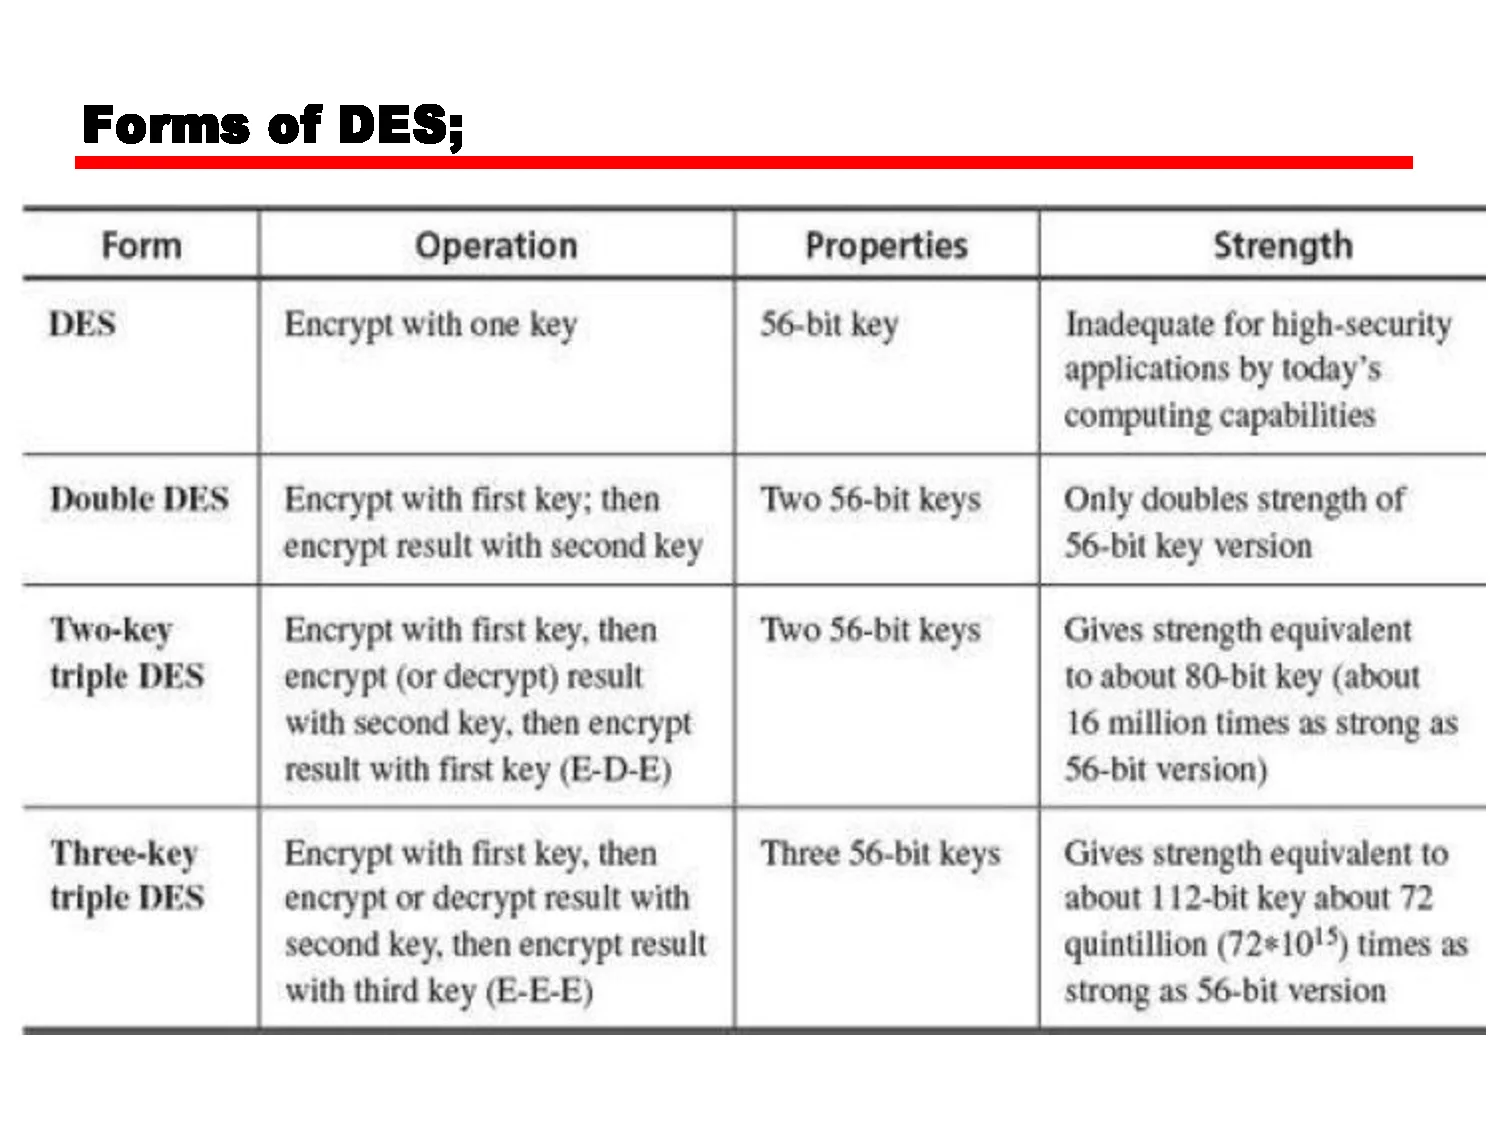 Forms of DES;
Form
Operation
Properties
Strength
DES
Encrypt with one key
56-bit key
Inadequate for high-security
applications by today's
computing capabilities
Double DES
Encrypt with first key; then
encrypt result with second key
Two 56-bit keys
Only doubles strength of
56-bit key version
Two-key
triple DES
Encrypt with first key, then
encrypt (or decrypt) result
with second key, then encrypt
result with first key (E-D-E)
Two 56-bit keys
Gives strength equivalent
to about 80-bit key (about
16 million times as strong as
56-bit version)
Three-key
triple DES
Encrypt with first key, then
encrypt or decrypt result with
second key, then encrypt result
with third key (E-E-E)
Three 56-bit keys
Gives strength equivalent to
about 112-bit key about 72
quintillion (72*10¹⁵) times as
strong as 56-bit version